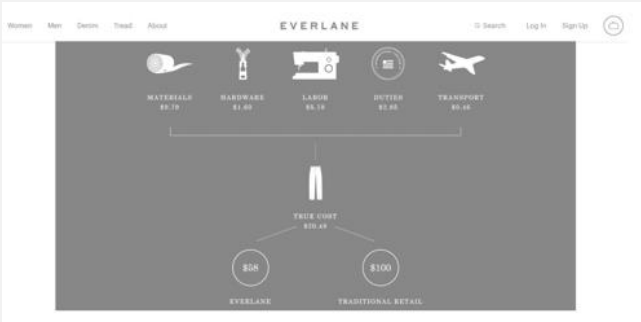 Women Men Denim Tread About EVERLANE Search Log In Sign Up
MATERIALS HARDWARE LABOR DUTIES TRANSPORT
TRUE COST
$58 $100
EVERLANE TRADITIONAL RETAIL